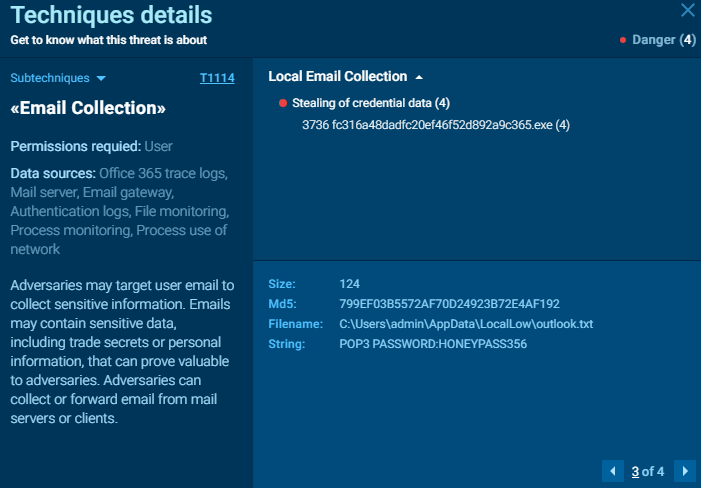 Techniques details
Get to know what this threat is about
Danger (4)
Subtechniques
T1114
«Email Collection»
Permissions requied: User
Data sources: Office 365 trace logs,
Mail server, Email gateway,
Authentication logs, File monitoring,
Process monitoring, Process use of
network
Adversaries may target user email to
collect sensitive information. Emails
may contain sensitive data,
including trade secrets or personal
information, that can prove valuable
to adversaries. Adversaries can
collect or forward email from mail
servers or clients.
Local Email Collection
Stealing of credential data (4)
3736 fc316a48dadfc20ef46f52d892a9c365.exe (4)
Size: 124
Md5: 799EF03B5572AF70D24923B72E4AF192
Filename: C:\Users\admin\AppData\LocalLow\outlook.txt
String: POP3 PASSWORD:HONEYPASS356
3 of 4